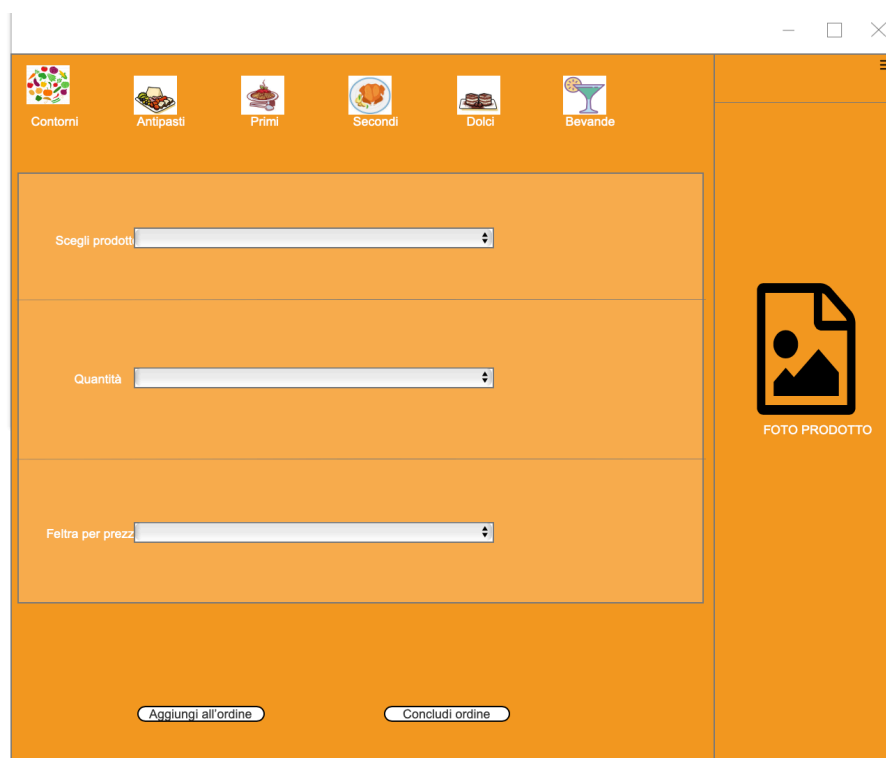 Contorni
Antipasti
Primi
Secondi
Dolci
Bevande
Scegli prodott
Quantità
Feltra per prezz
FOTO PRODOTTO
Aggiungi all'ordine
Concludi ordine